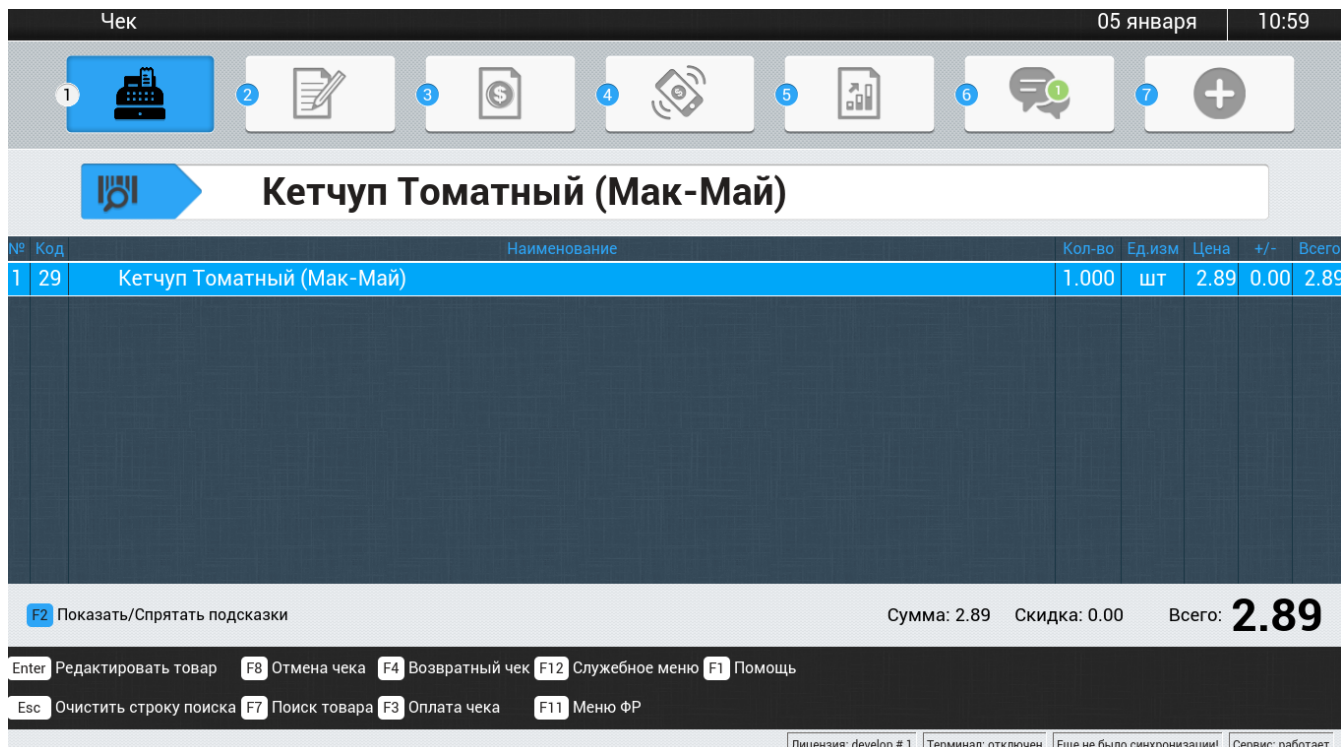 Чек 05 января 10:59
1 2 3 4 5 6 1 7
Кетчуп Томатный (Мак-Май)
№ Код Наименование Кол-во Ед.изм Цена +/- Всего
1 29 Кетчуп Томатный (Мак-Май) 1.000 шт 2.89 0.00 2.89
F2 Показать/Спрятать подсказки Сумма: 2.89 Скидка: 0.00 Всего: 2.89
Enter Редактировать товар F8 Отмена чека F4 Возвратный чек F12 Служебное меню F1 Помощь
Esc Очистить строку поиска F7 Поиск товара F3 Оплата чека F11 Меню ФР
Лицензия: develop # 1 Терминал: отключен Еще не было синхронизации! Сервис: работает